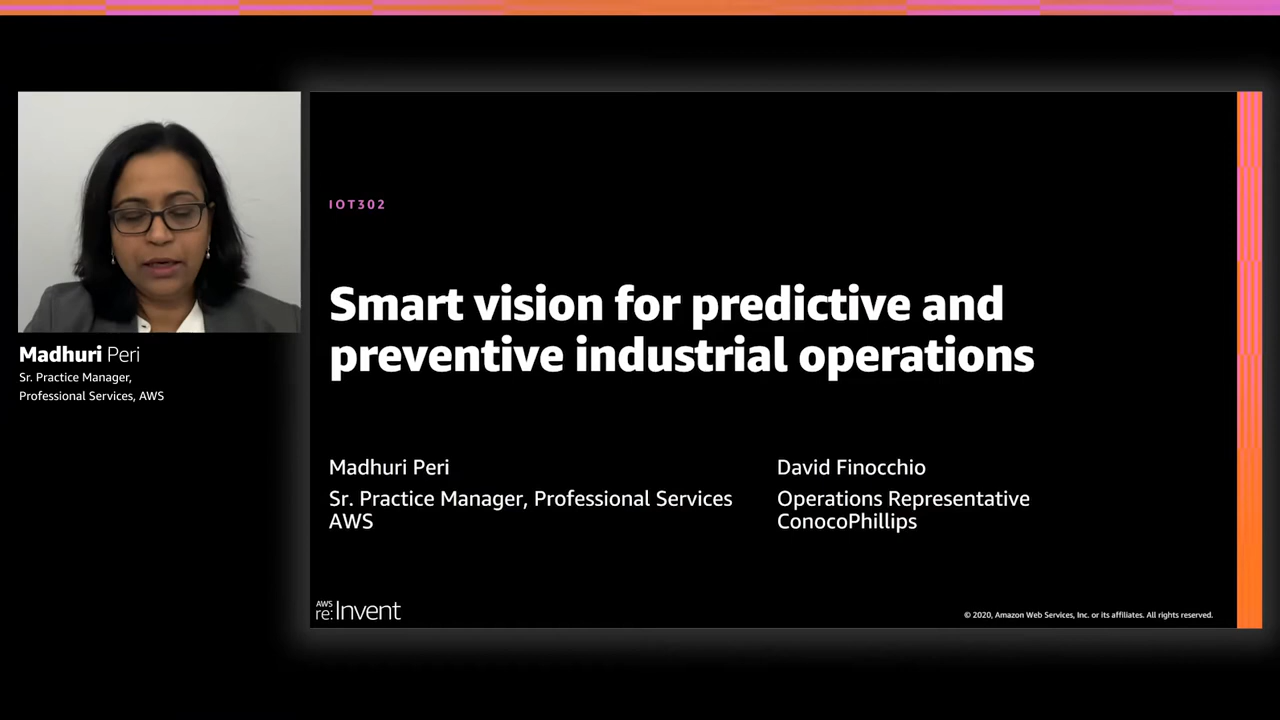 Madhuri Peri
Sr. Practice Manager,
Professional Services, AWS
IOT302
Smart vision for predictive and
preventive industrial operations
Madhuri Peri
Sr. Practice Manager, Professional Services
AWS
David Finocchio
Operations Representative
ConocoPhillips
AWS
re:Invent
© 2020, Amazon Web Services, Inc. or its affiliates. All rights reserved.